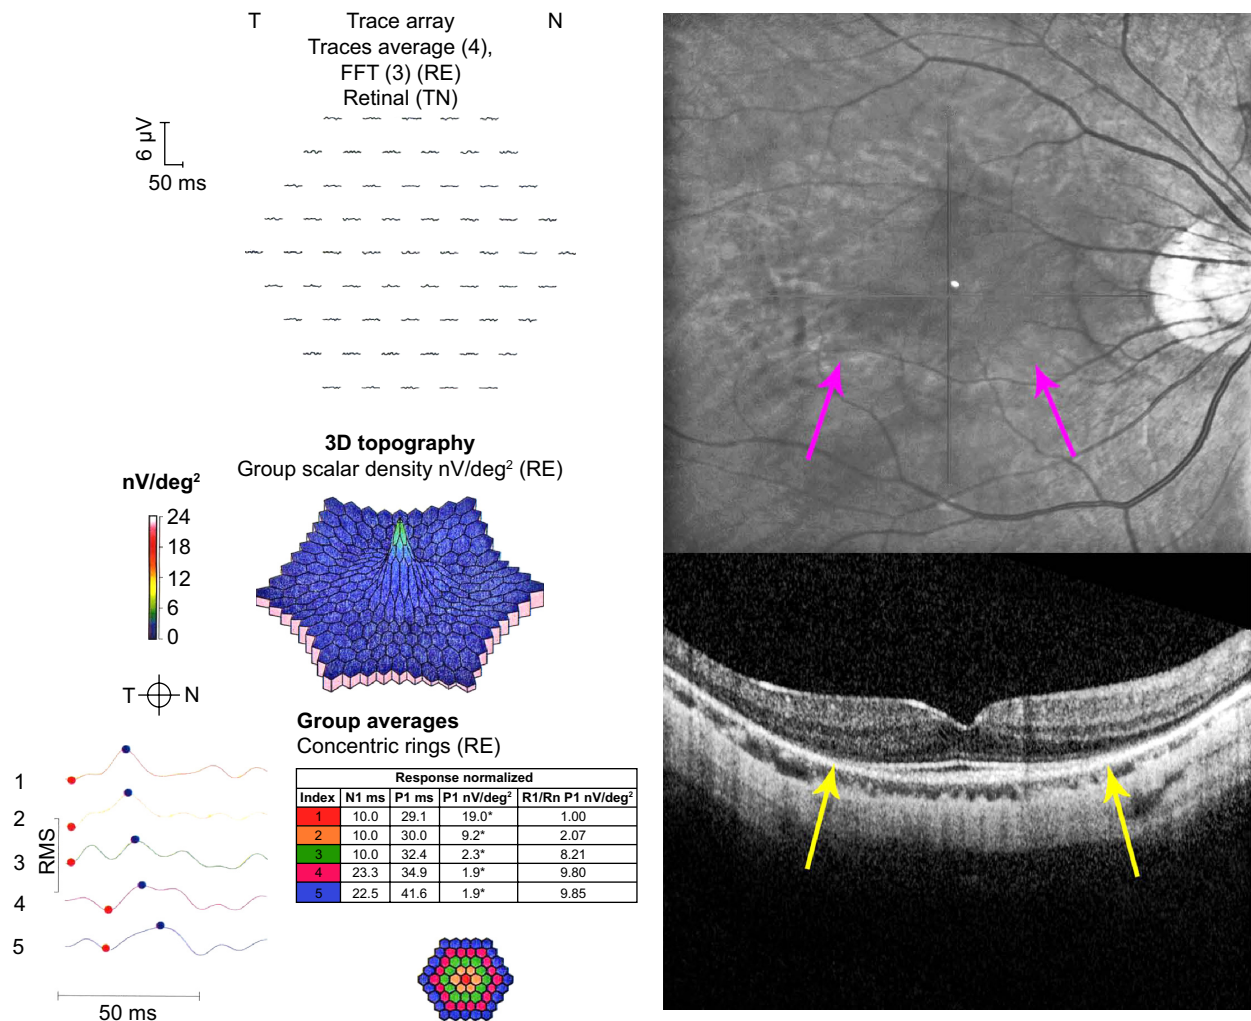 T Trace array N
Traces average (4),
FFT (3) (RE)
Retinal (TN)
6 µV
50 ms
3D topography
Group scalar density nV/deg² (RE)
nV/deg²
24
18
12
6
0
T N
Group averages
Concentric rings (RE)
Response normalized
Index N1 ms P1 ms P1 nV/deg² R1/Rn P1 nV/deg²
1 10.0 29.1 19.0* 1.00
2 10.0 30.0 9.2* 2.07
3 10.0 32.4 2.3* 8.21
4 23.3 34.9 1.9* 9.80
5 22.5 41.6 1.9* 9.85
1
2
3
4
5
RMS
50 ms